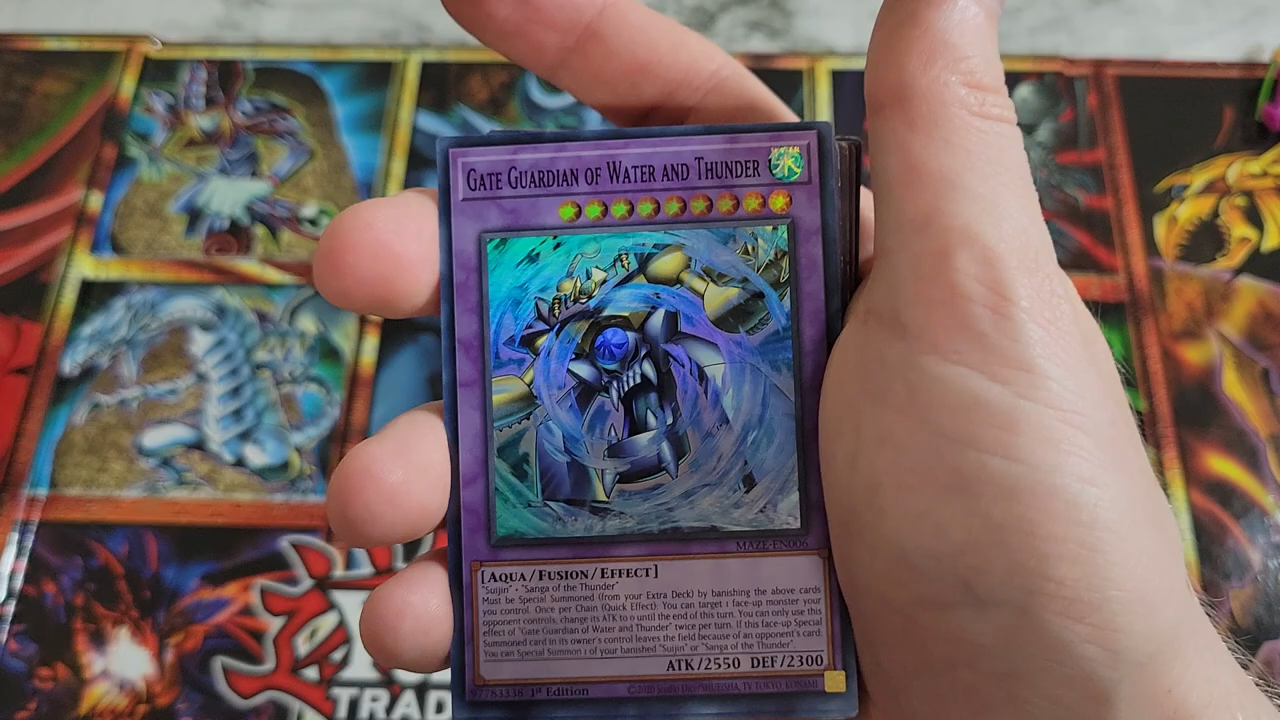 GATE GUARDIAN OF WATER AND THUNDER
WATER
水
MAZE-EN006
[AQUA/FUSION/EFFECT]
"Suijin" + "Sanga of the Thunder"
Must be Special Summoned (from your Extra Deck) by banishing the above cards
you control. Once per Chain (Quick Effect): You can target 1 face-up monster your
opponent controls, change its ATK to 0 until the end of this turn. You can only use this
effect of "Gate Guardian of Water and Thunder" twice per turn. If this face-up Special
Summoned card in its owner's control leaves the field because of an opponent's card:
You can Special Summon 1 of your banished "Suijin" or "Sanga of the Thunder".
ATK/2550 DEF/2300
97783338 1st Edition ©2020 Studio Dice/SHUEISHA, TV TOKYO, KONAMI
TRAD